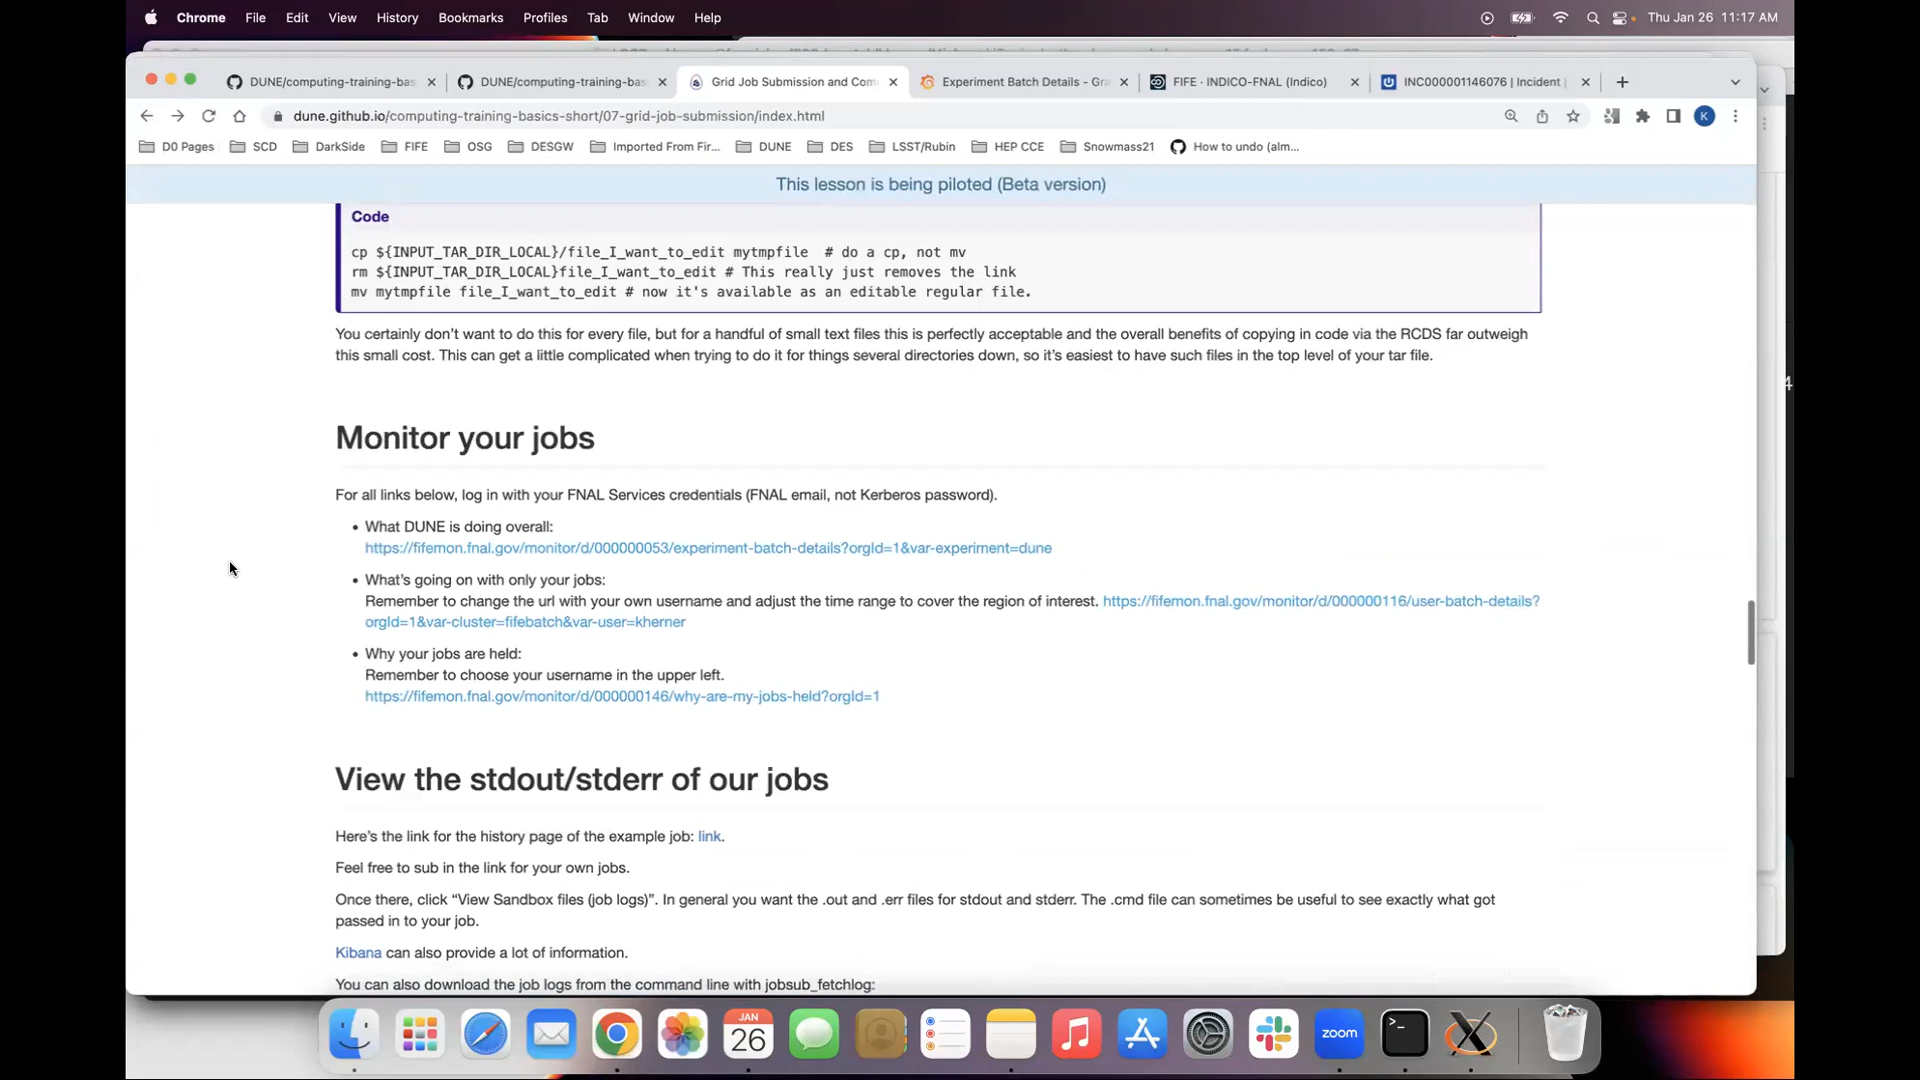 Chrome File Edit View History Bookmarks Profiles Tab Window Help Thu Jan 26 11:17 AM
DUNE/computing-training-bas DUNE/computing-training-bas Grid Job Submission and Com Experiment Batch Details - Gra FIFE · INDICO-FNAL (Indico) INC000001146076 | Incident |
dune.github.io/computing-training-basics-short/07-grid-job-submission/index.html K
D0 Pages SCD DarkSide FIFE OSG DESGW Imported From Fir... DUNE DES LSST/Rubin HEP CCE Snowmass21 How to undo (alm...
This lesson is being piloted (Beta version)
Code
cp ${INPUT_TAR_DIR_LOCAL}/file_I_want_to_edit mytmpfile # do a cp, not mv
rm ${INPUT_TAR_DIR_LOCAL}file_I_want_to_edit # This really just removes the link
mv mytmpfile file_I_want_to_edit # now it's available as an editable regular file.
You certainly don't want to do this for every file, but for a handful of small text files this is perfectly acceptable and the overall benefits of copying in code via the RCDS far outweigh
this small cost. This can get a little complicated when trying to do it for things several directories down, so it's easiest to have such files in the top level of your tar file.
Monitor your jobs
For all links below, log in with your FNAL Services credentials (FNAL email, not Kerberos password).
• What DUNE is doing overall:
https://fifemon.fnal.gov/monitor/d/000000053/experiment-batch-details?orgId=1&var-experiment=dune
• What's going on with only your jobs:
Remember to change the url with your own username and adjust the time range to cover the region of interest. https://fifemon.fnal.gov/monitor/d/000000116/user-batch-details?
orgId=1&var-cluster=fifebatch&var-user=kherner
• Why your jobs are held:
Remember to choose your username in the upper left.
https://fifemon.fnal.gov/monitor/d/000000146/why-are-my-jobs-held?orgId=1
View the stdout/stderr of our jobs
Here's the link for the history page of the example job: link.
Feel free to sub in the link for your own jobs.
Once there, click “View Sandbox files (job logs)”. In general you want the .out and .err files for stdout and stderr. The .cmd file can sometimes be useful to see exactly what got
passed in to your job.
Kibana can also provide a lot of information.
You can also download the job logs from the command line with jobsub_fetchlog:
JAN
26
zoom